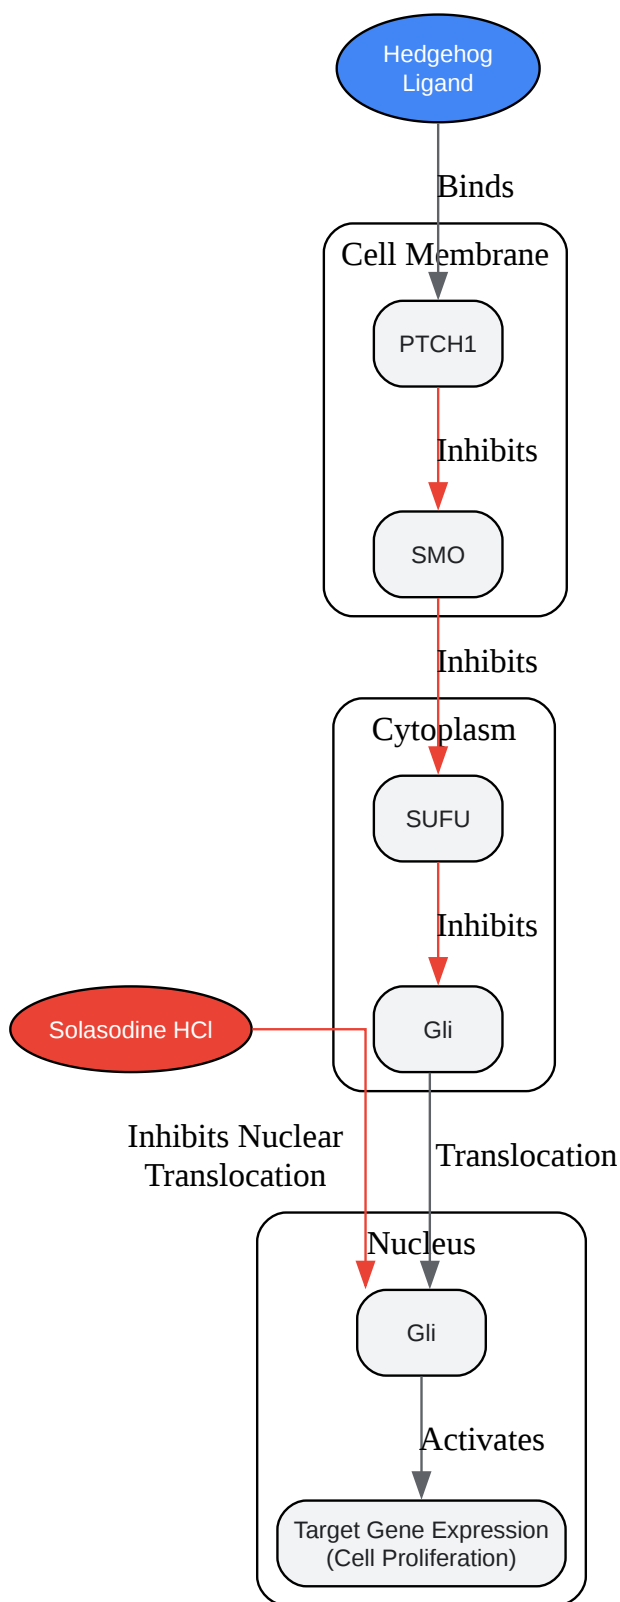 Hedgehog
Ligand
Binds
Cell Membrane
PTCH1
Inhibits
SMO
Inhibits
Cytoplasm
SUFU
Inhibits
Solasodine HCl
Gli
Inhibits Nuclear
Translocation
Translocation
Nucleus
Gli
Activates
Target Gene Expression
(Cell Proliferation)